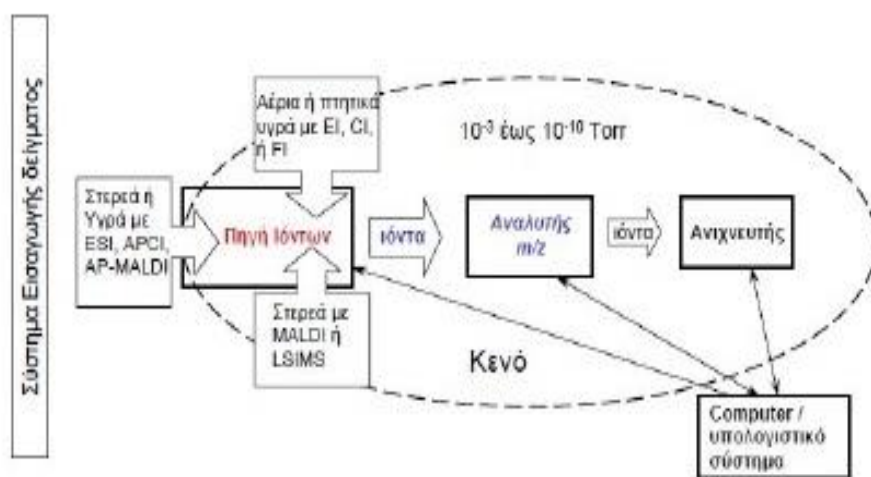 Σύστημα Εισαγωγής δείγματος
Αέρια ή πτητικά
υγρά με EI, CI,
ή FI
10⁻³ έως 10⁻¹⁰ Torr
Στερεά ή
Υγρά με
ESI, APCI,
AP-MALDI
Πηγή Ιόντων
ιόντα
Αναλυτής
m/z
ιόντα
Ανιχνευτής
Στερεά με
MALDI ή
LSIMS
Κενό
Computer /
υπολογιστικό
σύστημα